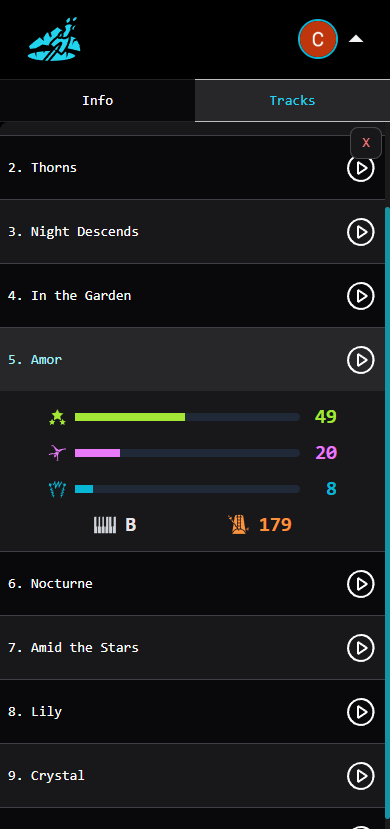 C
Info
Tracks
X
2. Thorns
3. Night Descends
4. In the Garden
5. Amor
49
20
8
B
179
6. Nocturne
7. Amid the Stars
8. Lily
9. Crystal